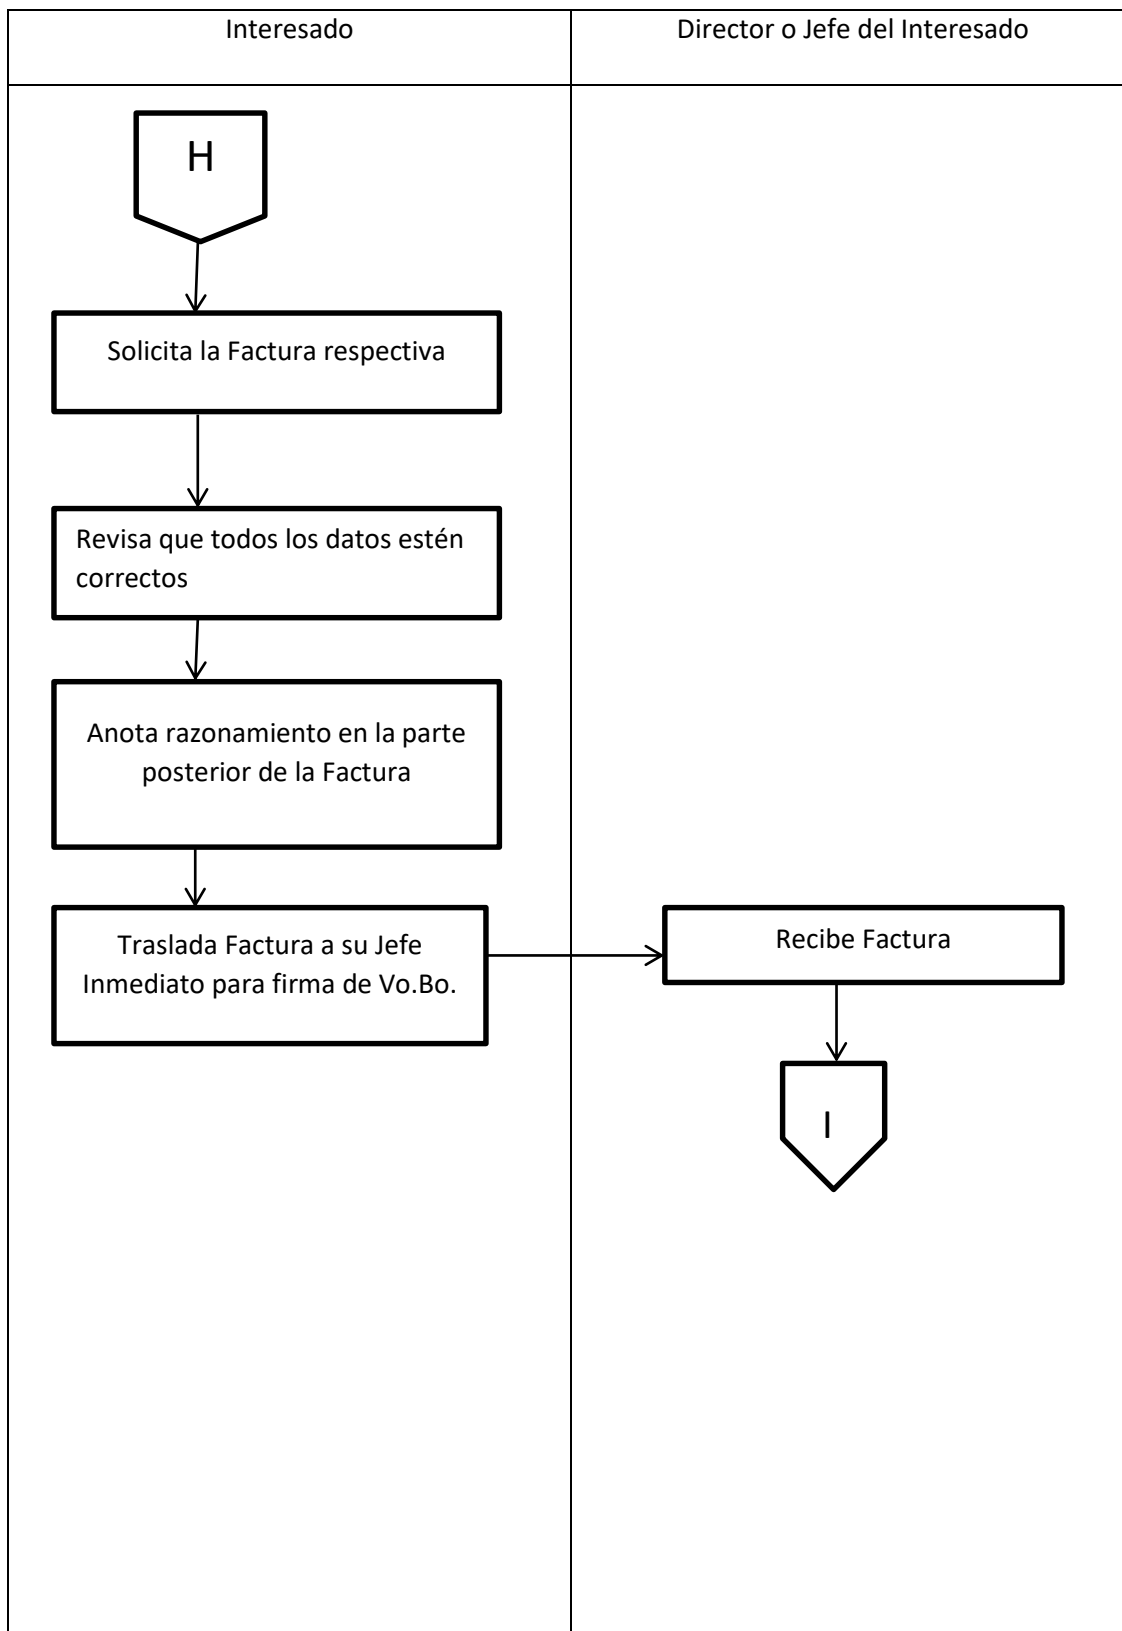 Interesado
Director o Jefe del Interesado
H
Solicita la Factura respectiva
Revisa que todos los datos estén
correctos
Anota razonamiento en la parte
posterior de la Factura
Traslada Factura a su Jefe
Inmediato para firma de Vo.Bo.
Recibe Factura
I